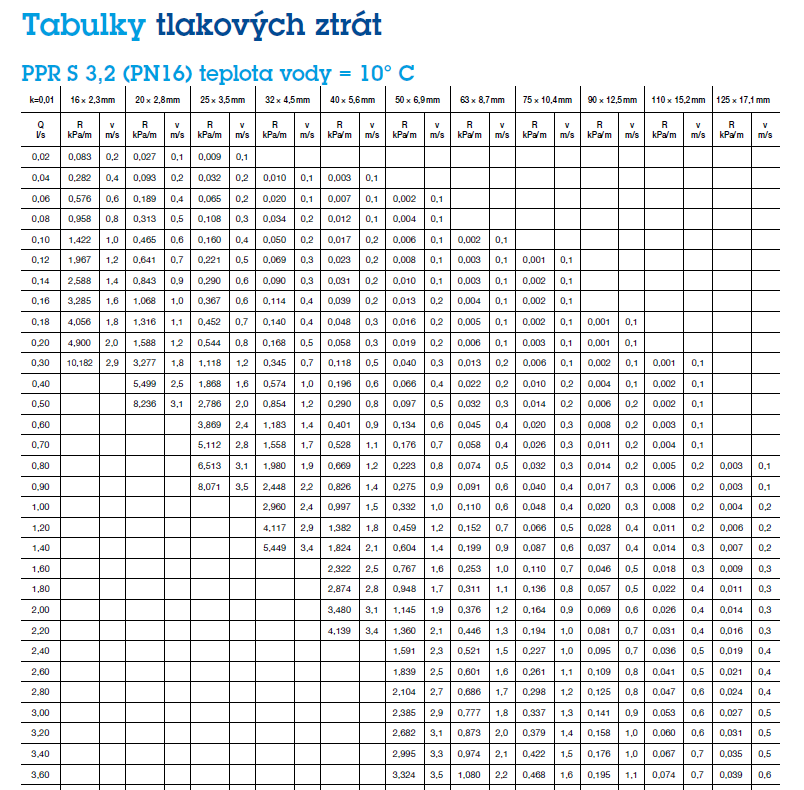 Tabulky tlakových ztrát
PPR S 3,2 (PN16) teplota vody = 10° C
k=0,01 16 × 2,3mm 20 × 2,8mm 25 × 3,5mm 32 × 4,5mm 40 × 5,6mm 50 × 6,9mm 63 × 8,7mm 75 × 10,4mm 90 × 12,5mm 110 × 15,2mm 125 × 17,1mm
Q R v R v R v R v R v R v R v R v R v R v R v
l/s kPa/m m/s kPa/m m/s kPa/m m/s kPa/m m/s kPa/m m/s kPa/m m/s kPa/m m/s kPa/m m/s kPa/m m/s kPa/m m/s kPa/m m/s
0,02 0,083 0,2 0,027 0,1 0,009 0,1
0,04 0,282 0,4 0,093 0,2 0,032 0,2 0,010 0,1 0,003 0,1
0,06 0,576 0,6 0,189 0,4 0,065 0,2 0,020 0,1 0,007 0,1 0,002 0,1
0,08 0,958 0,8 0,313 0,5 0,108 0,3 0,034 0,2 0,012 0,1 0,004 0,1
0,10 1,422 1,0 0,465 0,6 0,160 0,4 0,050 0,2 0,017 0,2 0,006 0,1 0,002 0,1
0,12 1,967 1,2 0,641 0,7 0,221 0,5 0,069 0,3 0,023 0,2 0,008 0,1 0,003 0,1 0,001 0,1
0,14 2,588 1,4 0,843 0,9 0,290 0,6 0,090 0,3 0,031 0,2 0,010 0,1 0,003 0,1 0,002 0,1
0,16 3,285 1,6 1,068 1,0 0,367 0,6 0,114 0,4 0,039 0,2 0,013 0,2 0,004 0,1 0,002 0,1
0,18 4,056 1,8 1,316 1,1 0,452 0,7 0,140 0,4 0,048 0,3 0,016 0,2 0,005 0,1 0,002 0,1 0,001 0,1
0,20 4,900 2,0 1,588 1,2 0,544 0,8 0,168 0,5 0,058 0,3 0,019 0,2 0,006 0,1 0,003 0,1 0,001 0,1
0,30 10,182 2,9 3,277 1,8 1,118 1,2 0,345 0,7 0,118 0,5 0,040 0,3 0,013 0,2 0,006 0,1 0,002 0,1 0,001 0,1
0,40 5,499 2,5 1,868 1,6 0,574 1,0 0,196 0,6 0,066 0,4 0,022 0,2 0,010 0,2 0,004 0,1 0,002 0,1
0,50 8,236 3,1 2,786 2,0 0,854 1,2 0,290 0,8 0,097 0,5 0,032 0,3 0,014 0,2 0,006 0,2 0,002 0,1
0,60 3,869 2,4 1,183 1,4 0,401 0,9 0,134 0,6 0,045 0,4 0,020 0,3 0,008 0,2 0,003 0,1
0,70 5,112 2,8 1,558 1,7 0,528 1,1 0,176 0,7 0,058 0,4 0,026 0,3 0,011 0,2 0,004 0,1
0,80 6,513 3,1 1,980 1,9 0,669 1,2 0,223 0,8 0,074 0,5 0,032 0,3 0,014 0,2 0,005 0,2 0,003 0,1
0,90 8,071 3,5 2,448 2,2 0,826 1,4 0,275 0,9 0,091 0,6 0,040 0,4 0,017 0,3 0,006 0,2 0,003 0,1
1,00 2,960 2,4 0,997 1,5 0,332 1,0 0,110 0,6 0,048 0,4 0,020 0,3 0,008 0,2 0,004 0,2
1,20 4,117 2,9 1,382 1,8 0,459 1,2 0,152 0,7 0,066 0,5 0,028 0,4 0,011 0,2 0,006 0,2
1,40 5,449 3,4 1,824 2,1 0,604 1,4 0,199 0,9 0,087 0,6 0,037 0,4 0,014 0,3 0,007 0,2
1,60 2,322 2,5 0,767 1,6 0,253 1,0 0,110 0,7 0,046 0,5 0,018 0,3 0,009 0,3
1,80 2,874 2,8 0,948 1,7 0,311 1,1 0,136 0,8 0,057 0,5 0,022 0,4 0,011 0,3
2,00 3,480 3,1 1,145 1,9 0,376 1,2 0,164 0,9 0,069 0,6 0,026 0,4 0,014 0,3
2,20 4,139 3,4 1,360 2,1 0,446 1,3 0,194 1,0 0,081 0,7 0,031 0,4 0,016 0,3
2,40 1,591 2,3 0,521 1,5 0,227 1,0 0,095 0,7 0,036 0,5 0,019 0,4
2,60 1,839 2,5 0,601 1,6 0,261 1,1 0,109 0,8 0,041 0,5 0,021 0,4
2,80 2,104 2,7 0,686 1,7 0,298 1,2 0,125 0,8 0,047 0,6 0,024 0,4
3,00 2,385 2,9 0,777 1,8 0,337 1,3 0,141 0,9 0,053 0,6 0,027 0,5
3,20 2,682 3,1 0,873 2,0 0,379 1,4 0,158 1,0 0,060 0,6 0,031 0,5
3,40 2,995 3,3 0,974 2,1 0,422 1,5 0,176 1,0 0,067 0,7 0,035 0,5
3,60 3,324 3,5 1,080 2,2 0,468 1,6 0,195 1,1 0,074 0,7 0,039 0,6